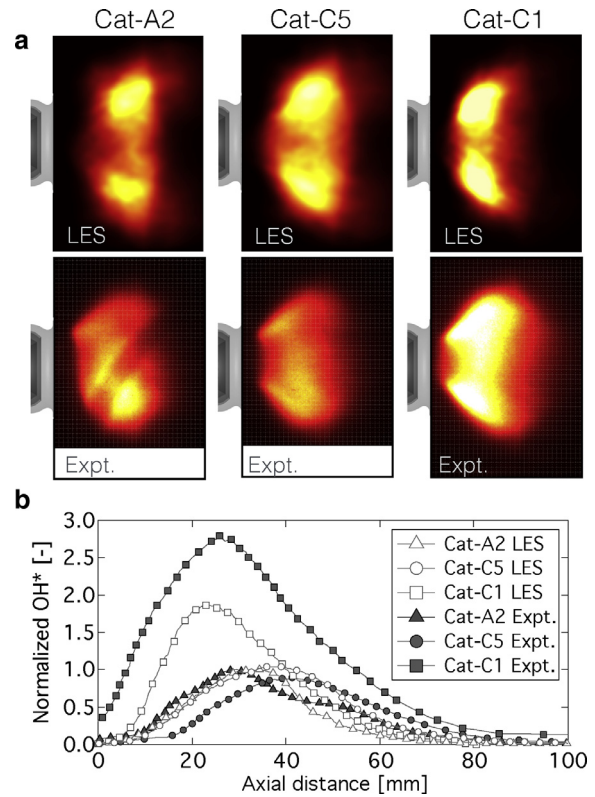 Cat-A2 Cat-C5 Cat-C1
a
LES LES LES
Expt. Expt. Expt.
b
3.0
2.5
2.0
1.5
1.0
0.5
0.0
Normalized OH* [-]
Cat-A2 LES
Cat-C5 LES
Cat-C1 LES
Cat-A2 Expt.
Cat-C5 Expt.
Cat-C1 Expt.
0 20 40 60 80 100
Axial distance [mm]